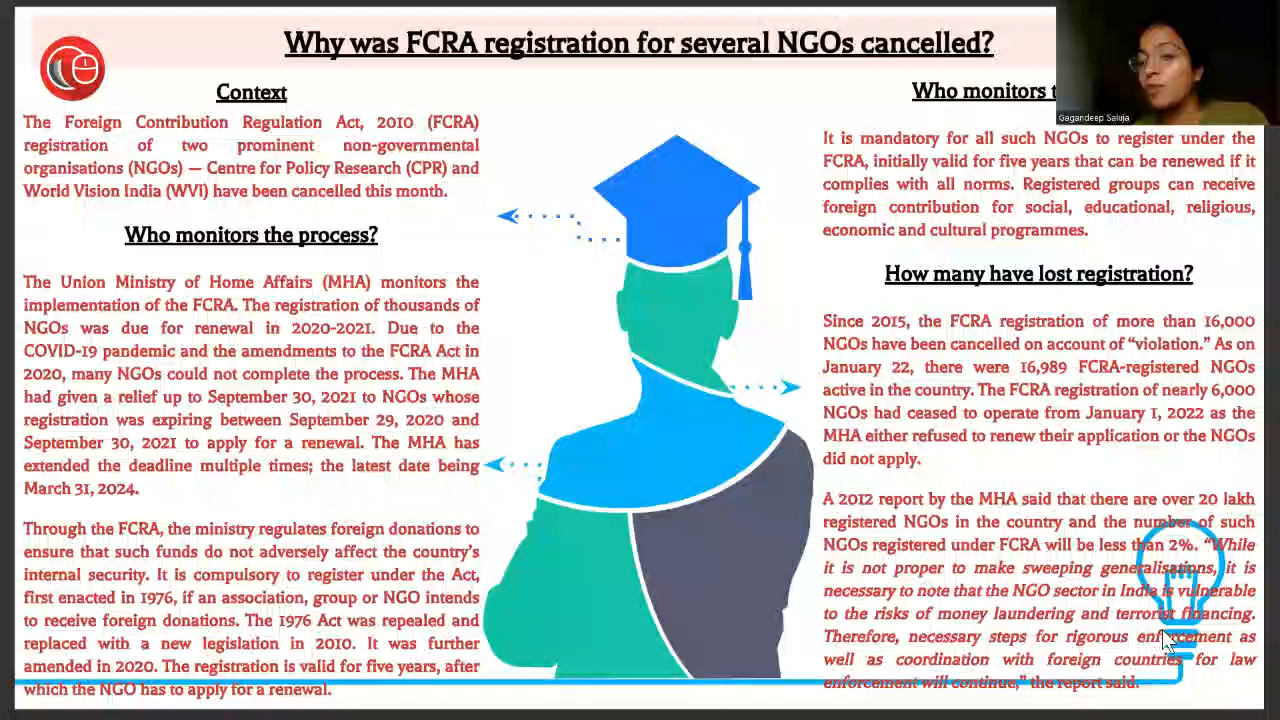 Why was FCRA registration for several NGOs cancelled?
Context
The Foreign Contribution Regulation Act, 2010 (FCRA)
registration of two prominent non-governmental
organisations (NGOs) — Centre for Policy Research (CPR) and
World Vision India (WVI) have been cancelled this month.
Who monitors the process?
The Union Ministry of Home Affairs (MHA) monitors the
implementation of the FCRA. The registration of thousands of
NGOs was due for renewal in 2020-2021. Due to the
COVID-19 pandemic and the amendments to the FCRA Act in
2020, many NGOs could not complete the process. The MHA
had given a relief up to September 30, 2021 to NGOs whose
registration was expiring between September 29, 2020 and
September 30, 2021 to apply for a renewal. The MHA has
extended the deadline multiple times; the latest date being
March 31, 2024.
Through the FCRA, the ministry regulates foreign donations to
ensure that such funds do not adversely affect the country's
internal security. It is compulsory to register under the Act,
first enacted in 1976, if an association, group or NGO intends
to receive foreign donations. The 1976 Act was repealed and
replaced with a new legislation in 2010. It was further
amended in 2020. The registration is valid for five years, after
which the NGO has to apply for a renewal.
Who monitors
Gagandeep Saluja
It is mandatory for all such NGOs to register under the
FCRA, initially valid for five years that can be renewed if it
complies with all norms. Registered groups can receive
foreign contribution for social, educational, religious,
economic and cultural programmes.
How many have lost registration?
Since 2015, the FCRA registration of more than 16,000
NGOs have been cancelled on account of “violation.” As on
January 22, there were 16,989 FCRA-registered NGOs
active in the country. The FCRA registration of nearly 6,000
NGOs had ceased to operate from January 1, 2022 as the
MHA either refused to renew their application or the NGOs
did not apply.
A 2012 report by the MHA said that there are over 20 lakh
registered NGOs in the country and the number of such
NGOs registered under FCRA will be less than 2%. “While
it is not proper to make sweeping generalisations, it is
necessary to note that the NGO sector in India is vulnerable
to the risks of money laundering and terrorist financing.
Therefore, necessary steps for rigorous enforcement as
well as coordination with foreign countries for law
enforcement will continue,” the report said.